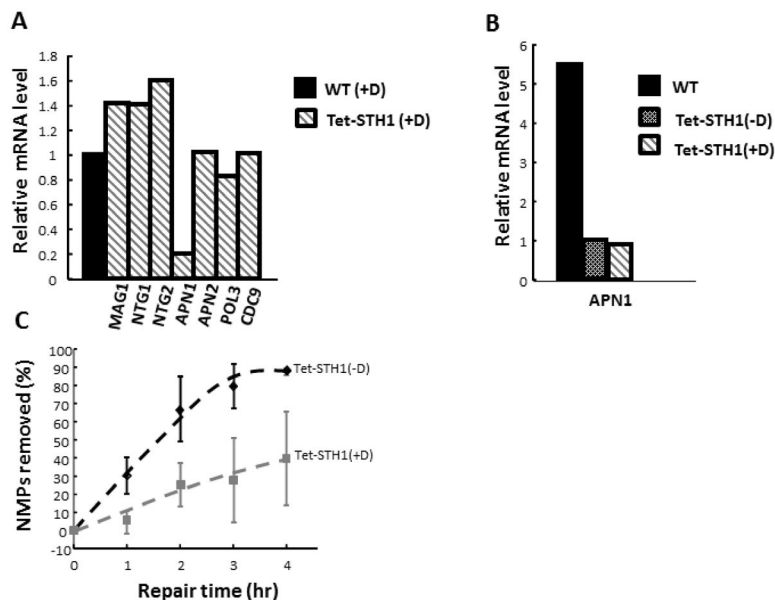 A
Relative mRNA level
1.8
1.6
1.4
1.2
1
0.8
0.6
0.4
0.2
0
MAG1
NTG1
NTG2
APN1
APN2
POL3
CDC9
WT (+D)
Tet-STH1 (+D)
B
Relative mRNA level
6
5
4
3
2
1
0
APN1
WT
Tet-STH1(-D)
Tet-STH1(+D)
C
NMPs removed (%)
100
90
80
70
60
50
40
30
20
10
0
-10
0 1 2 3 4
Repair time (hr)
Tet-STH1(-D)
Tet-STH1(+D)